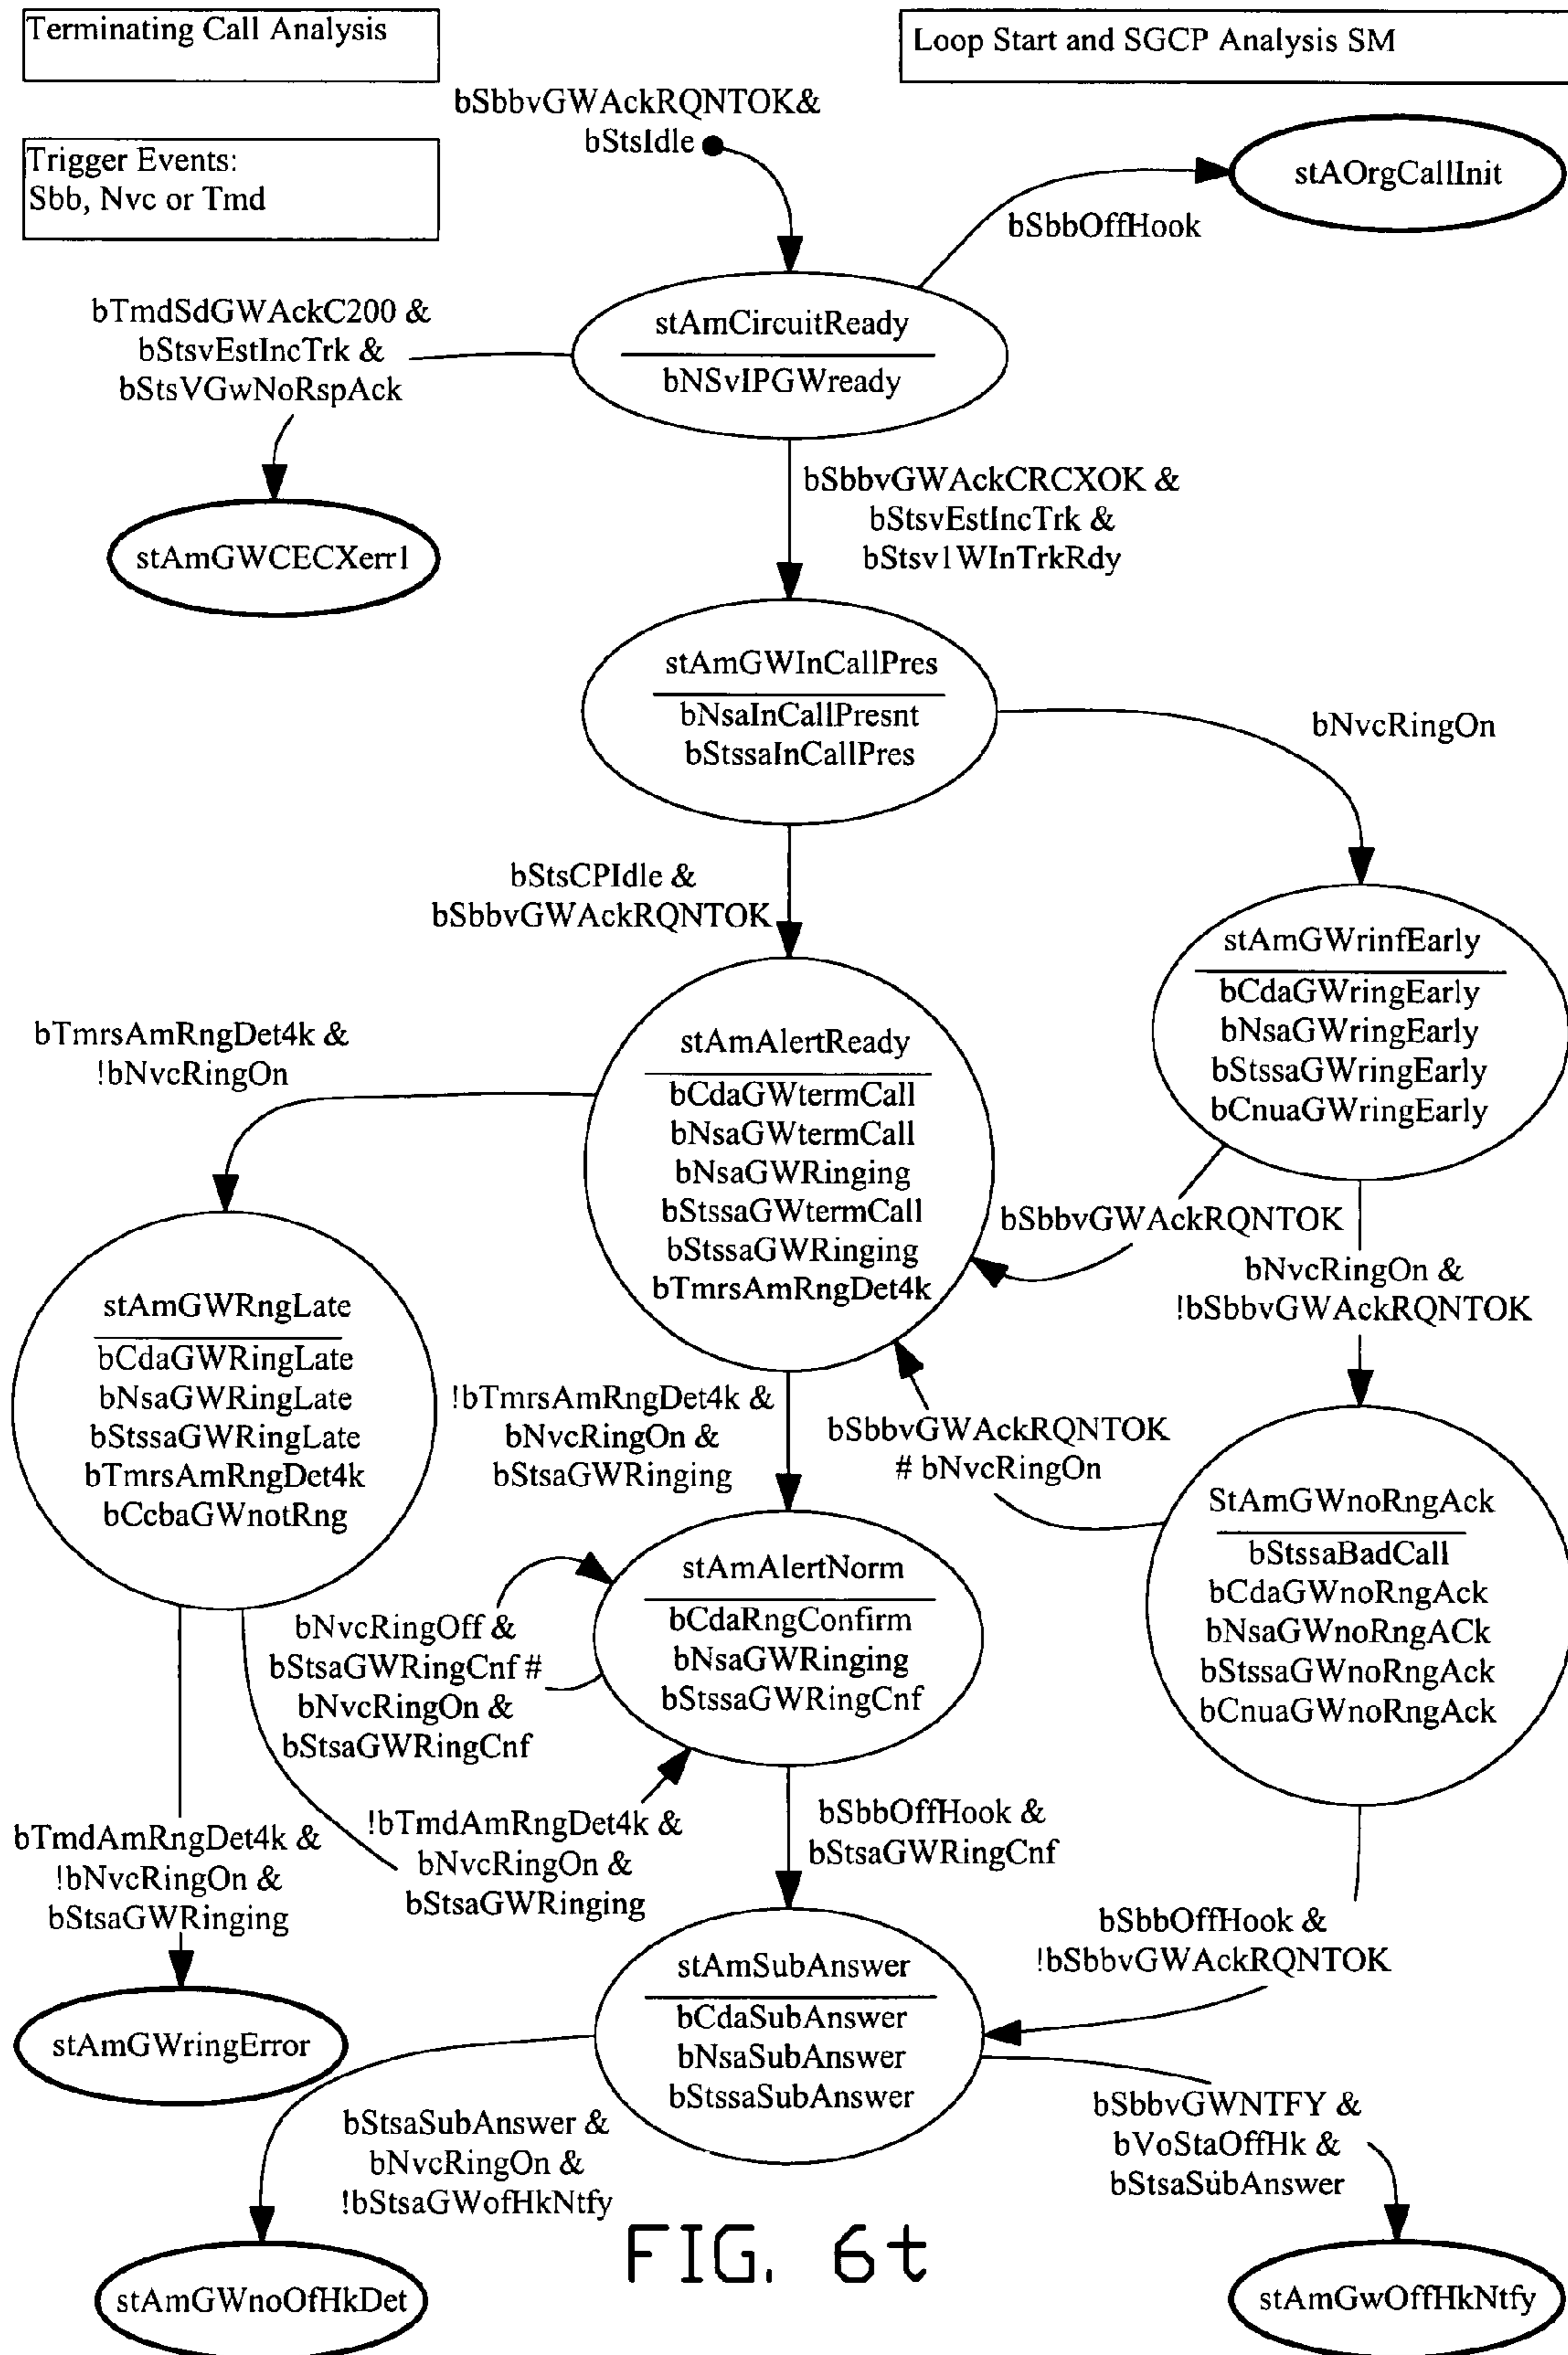 Terminating Call Analysis
Loop Start and SGCP Analysis SM
Trigger Events:
Sbb, Nvc or Tmd
bSbbvGWAckRQNTOK&
bStsIdle
stAOrgCallInit
bSbbOffHook
bTmdSdGWAckC200 &
bStsvEstIncTrk &
bStsVGwNoRspAck
stAmCircuitReady
bNSvIPGWready
stAmGWCECXerr1
bSbbvGWAckCRCXOK &
bStsvEstIncTrk &
bStsv1WInTrkRdy
stAmGWInCallPres
bNsaInCallPresnt
bStssaInCallPres
bNvcRingOn
bStsCPIdle &
bSbbvGWAckRQNTOK
stAmGWrinfEarly
bCdaGWringEarly
bNsaGWringEarly
bStssaGWringEarly
bCnuaGWringEarly
bTmrsAmRngDet4k &
!bNvcRingOn
stAmAlertReady
bCdaGWtermCall
bNsaGWtermCall
bNsaGWRinging
bStssaGWtermCall
bStssaGWRinging
bTmrsAmRngDet4k
bSbbvGWAckRQNTOK
bNvcRingOn &
!bSbbvGWAckRQNTOK
stAmGWRngLate
bCdaGWRingLate
bNsaGWRingLate
bStssaGWRingLate
bTmrsAmRngDet4k
bCcbaGWnotRng
!bTmrsAmRngDet4k &
bNvcRingOn &
bStsaGWRinging
bSbbvGWAckRQNTOK
# bNvcRingOn
StAmGWnoRngAck
bStssaBadCall
bCdaGWnoRngAck
bNsaGWnoRngACk
bStssaGWnoRngAck
bCnuaGWnoRngAck
stAmAlertNorm
bCdaRngConfirm
bNsaGWRinging
bStssaGWRingCnf
bNvcRingOff &
bStsaGWRingCnf #
bNvcRingOn &
bStsaGWRingCnf
bTmdAmRngDet4k &
!bNvcRingOn &
bStsaGWRinging
!bTmdAmRngDet4k &
bNvcRingOn &
bStsaGWRinging
bSbbOffHook &
bStsaGWRingCnf
bSbbOffHook &
!bSbbvGWAckRQNTOK
stAmSubAnswer
bCdaSubAnswer
bNsaSubAnswer
bStssaSubAnswer
stAmGWringError
bStsaSubAnswer &
bNvcRingOn &
!bStsaGWofHkNtfy
bSbbvGWNTFY &
bVoStaOffHk &
bStsaSubAnswer
stAmGWnoOfHkDet
stAmGwOffHkNtfy
FIG. 6t